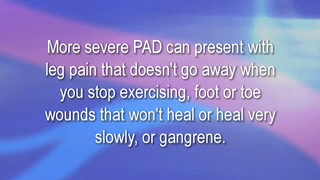 More severe PAD can present with
leg pain that doesn't go away when
you stop exercising, foot or toe
wounds that won't heal or heal very
slowly, or gangrene.